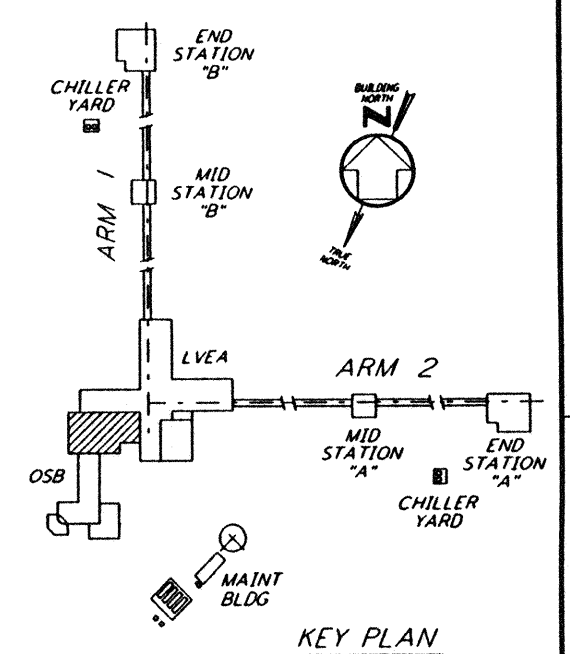 END
STATION
"B"
CHILLER
YARD
BUILDING
NORTH
N
TRUE
NORTH
MID
STATION
"B"
ARM 1
LVEA
ARM 2
MID
STATION
"A"
END
STATION
"A"
CHILLER
YARD
OSB
MAINT
BLDG
KEY PLAN